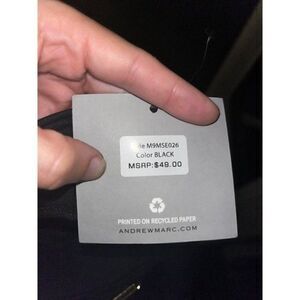 M9MSE026
Color BLACK
MSRP:$49.00
PRINTED ON RECYCLED PAPER
ANDREWMARC.COM